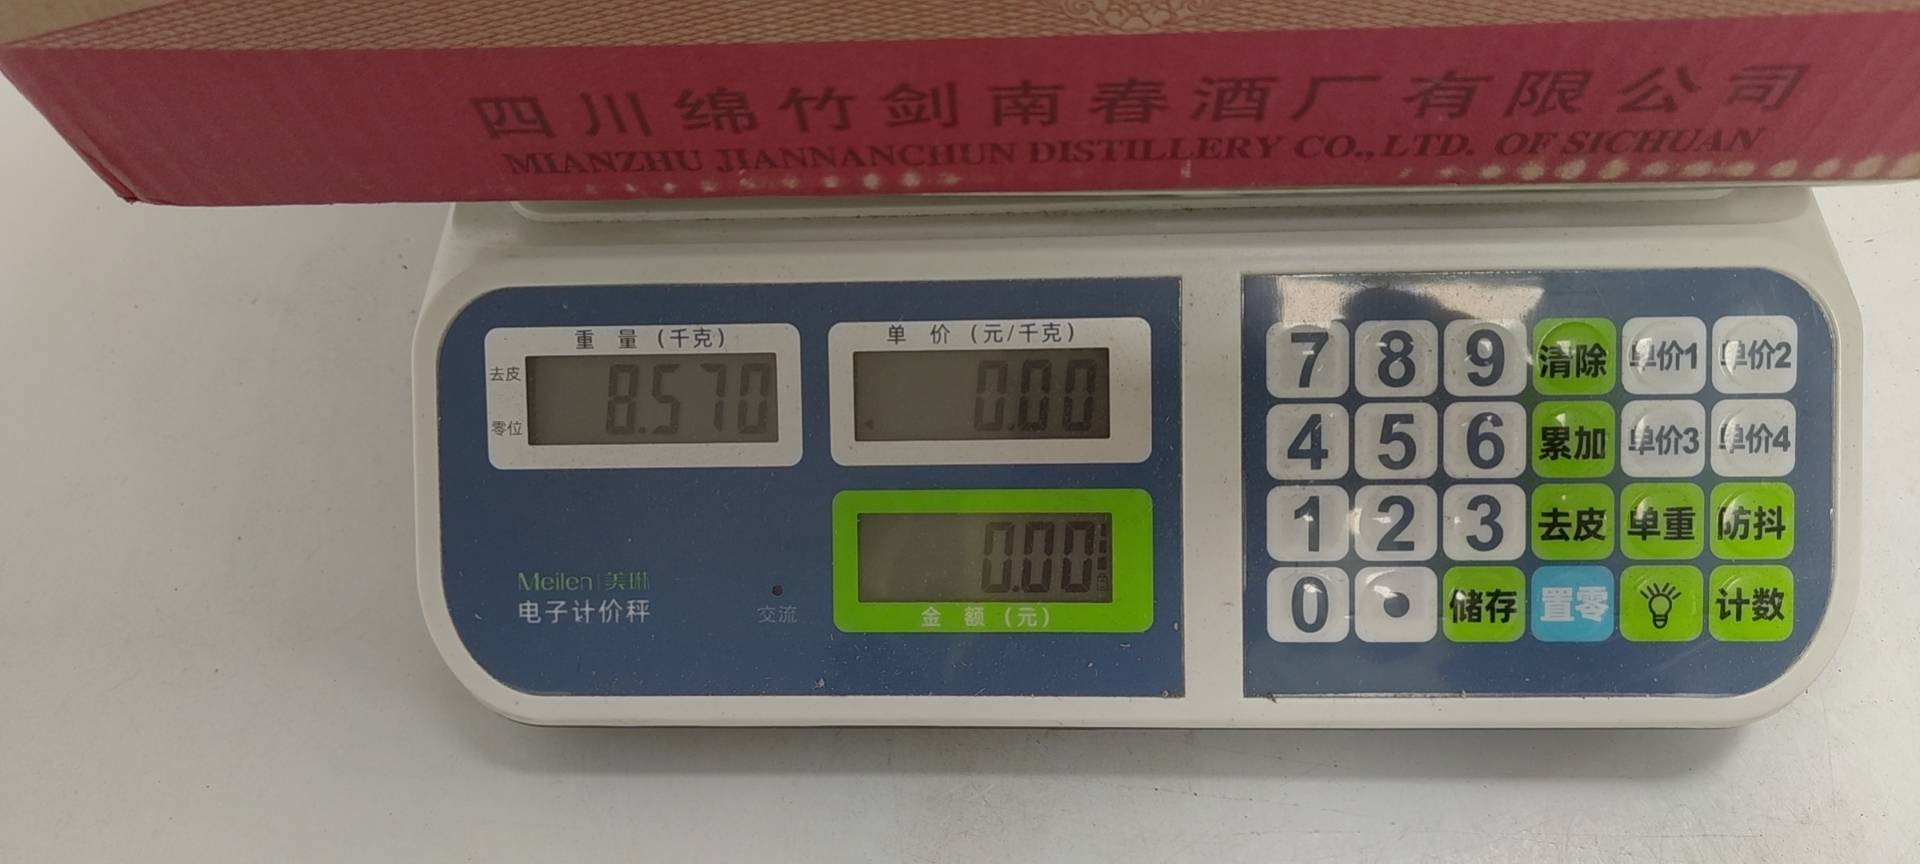 四川绵竹剑南春酒厂有限公司
MIANZHU JIANNANCHUN DISTILLERY CO., LTD. OF SICHUAN
重量(千克)
去皮
零位
8.570
单价(元/千克)
0.00
0.00
金额(元)
Meilen|美琳
电子计价秤
交流
7 8 9 清除 单价1 单价2
4 5 6 累加 单价3 单价4
1 2 3 去皮 单重 防抖
0 • 储存 置零 计数